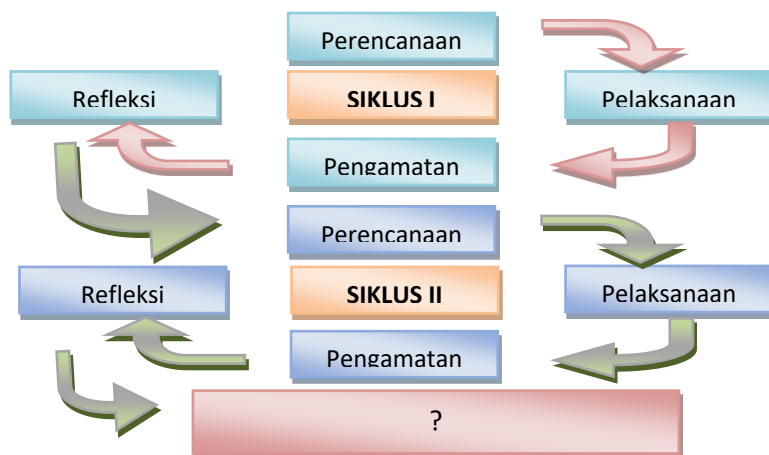 Perencanaan
Refleksi
SIKLUS I
Pelaksanaan
Pengamatan
Perencanaan
Refleksi
SIKLUS II
Pelaksanaan
Pengamatan
?